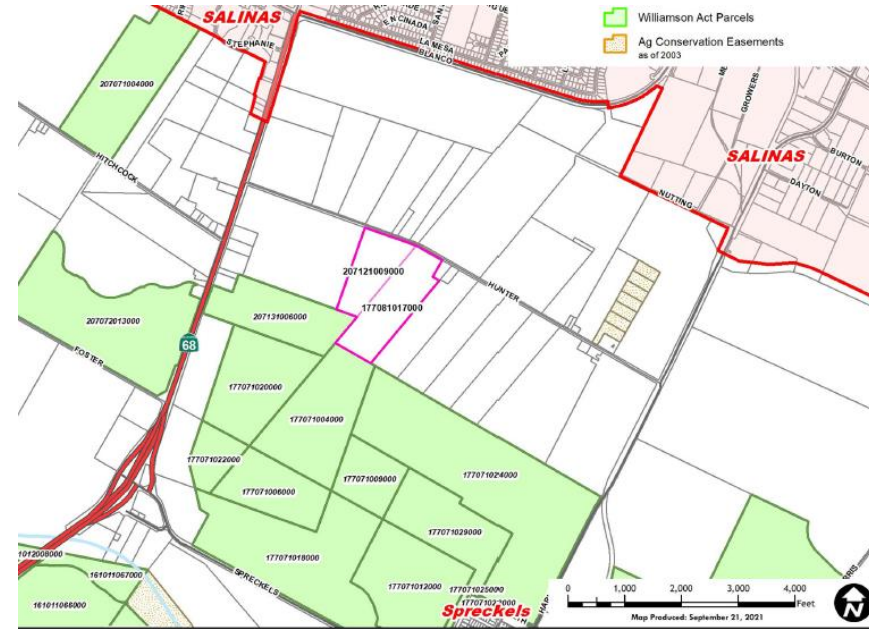 SALINAS
STEPHANIE
ENCINADA
LA MESA
BLANCO
Williamson Act Parcels
Ag Conservation Easements
as of 2003
207071004000
HITCHCOCK
GROWERS
SALINAS
BURTON
DAYTON
NUTTING
207121009000
177081017000
HUNTER
207072013000
207131006000
68
FOSTER
177071020000
177071004000
177071022000
177071009000
177071024000
177071006000
177071029000
177071018000
177071012000
177071025000
SPRECKELS
Spreckels
161011067000
161011066000
0 1,000 2,000 3,000 4,000
Feet
Map Produced: September 21, 2021
N